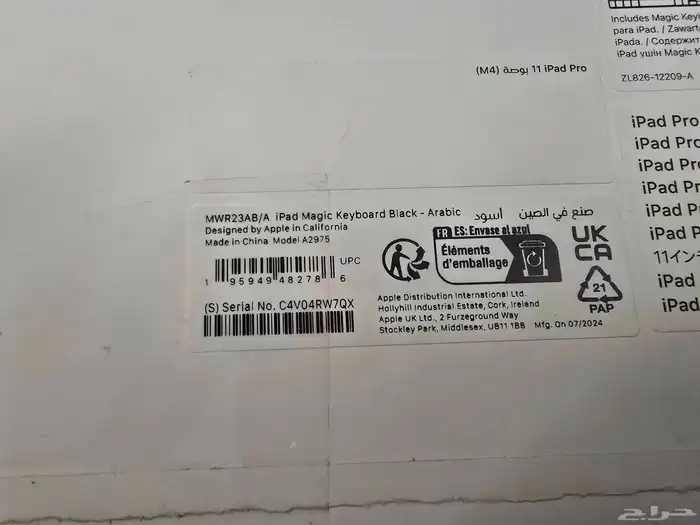 Includes Magic Key
para iPad. / Zawart
iPada. / Содержит
iPad үшін Magic K
ZL826-12209-A
iPad Pro 11 بوصة (M4)
iPad Pro
iPad Pro
iPad Pro
iPad Pro
iPad P
iPad P
11インチ
iPad
iPad
MWR23AB/A iPad Magic Keyboard Black - Arabic أسود صنع في الصين
Designed by Apple in California
Made in China Model A2975
UPC
1 95949 48278 6
(S) Serial No. C4V04RW7QX
FR ES: Envase al azul
Éléments
d'emballage
UK
CA
21
PAP
Apple Distribution International Ltd.
Hollyhill Industrial Estate, Cork, Ireland
Apple UK Ltd., 2 Furzeground Way
Stockley Park, Middlesex, UB11 1BB Mfg. On 07/2024
حراج